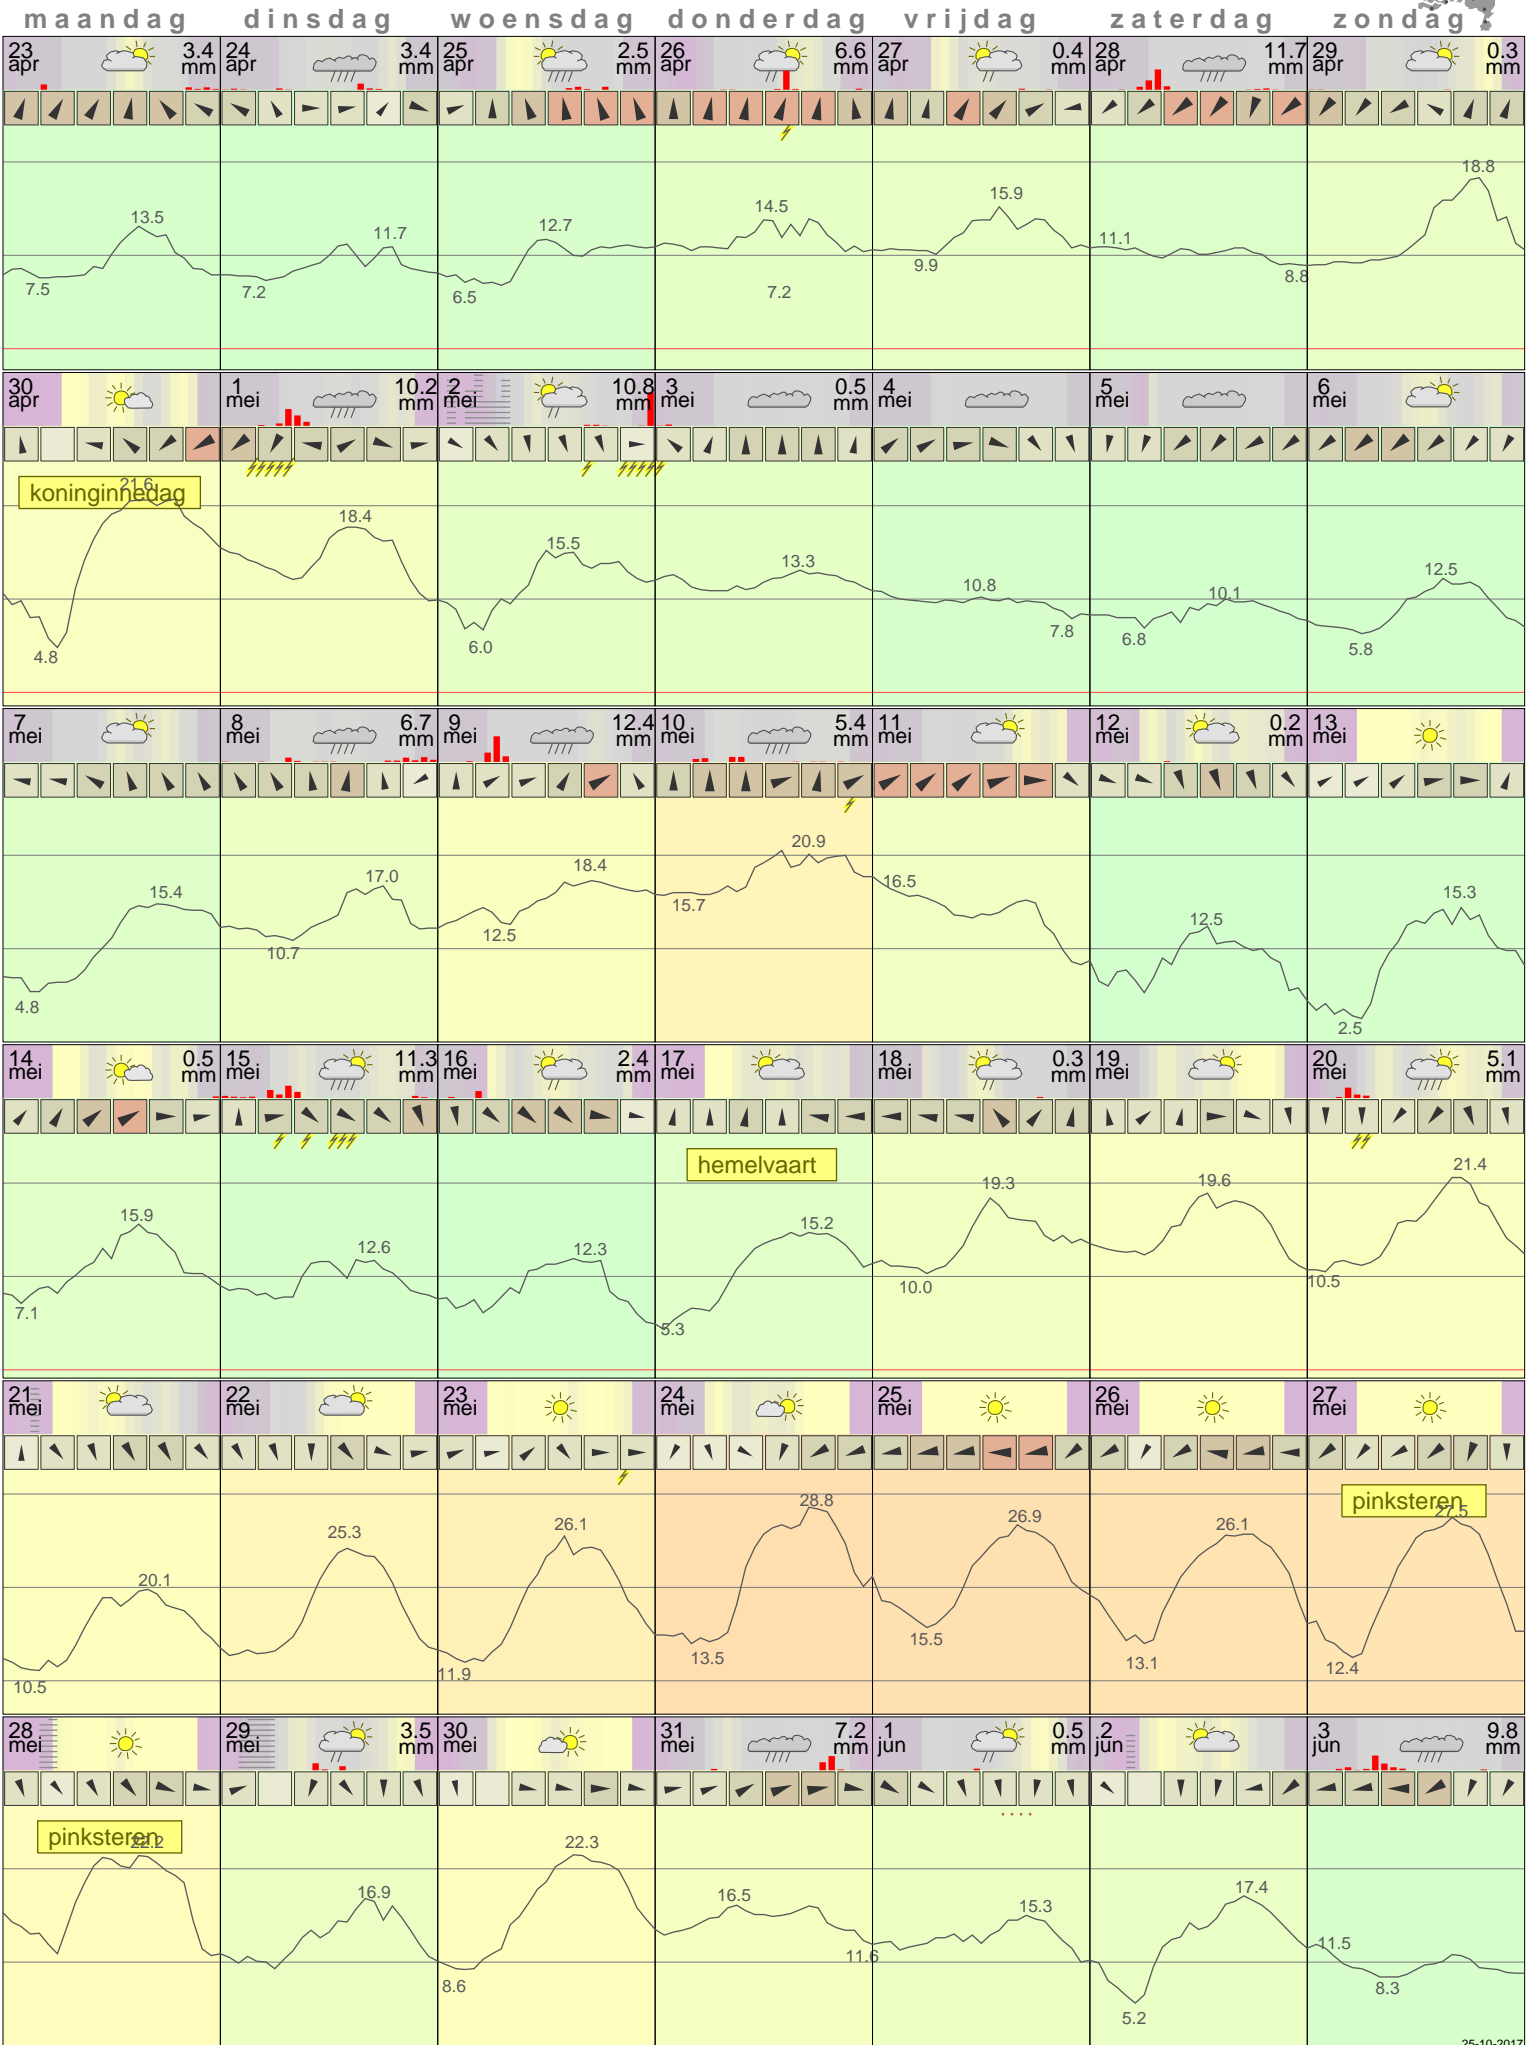 maandag dinsdag woensdag donderdag vrijdag zaterdag zondag
23 3.4 24 3.4 25 2.5 26 6.6 27 0.4 28 11.7 29 0.3
apr mm apr mm apr mm apr mm apr mm apr mm apr mm
13.5 11.7 12.7 14.5 15.9 11.1 18.8
7.5 7.2 6.5 7.2 9.9 8.8
30 1 10.2 2 10.8 3 0.5 4 5 6
apr mei mm mei mm mei mm mei mei mei
koninginnedag
21.6 18.4 15.5 13.3 10.8 10.1 12.5
4.8 6.0 7.8 6.8 5.8
7 8 6.7 9 12.4 10 5.4 11 12 0.2 13
mei mei mm mei mm mei mm mei mei mm mei
15.4 17.0 18.4 20.9 16.5 12.5 15.3
4.8 10.7 12.5 15.7 2.5
14 0.5 15 11.3 16 2.4 17 18 0.3 19 20 5.1
mei mm mei mm mei mm mei mei mm mei mei mm
hemelvaart
15.9 12.6 12.3 15.2 19.3 19.6 21.4
7.1 5.3 10.0 10.5
21 22 23 24 25 26 27
mei mei mei mei mei mei mei
pinksteren
20.1 25.3 26.1 28.8 26.9 26.1 27.5
10.5 11.9 13.5 15.5 13.1 12.4
28 29 3.5 30 31 7.2 1 0.5 2 3 9.8
mei mei mm mei mei mm jun mm jun jun mm
pinksteren
22.2 16.9 22.3 16.5 15.3 17.4 11.5
8.6 11.6 5.2 8.3
25-10-2017